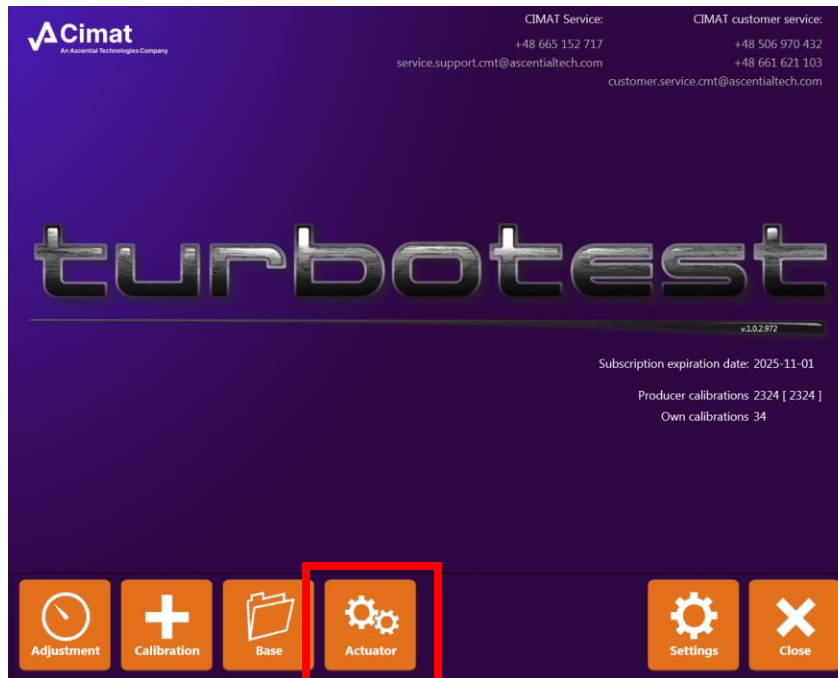 Cimat
An Ascential Technologies Company
CIMAT Service:
+48 665 152 717
service.support.cmt@ascentialtech.com
CIMAT customer service:
+48 506 970 432
+48 661 621 103
customer.service.cmt@ascentialtech.com
turbotest
v.1.0.2.972
Subscription expiration date: 2025-11-01
Producer calibrations 2324 [ 2324 ]
Own calibrations 34
Adjustment
Calibration
Base
Actuator
Settings
Close